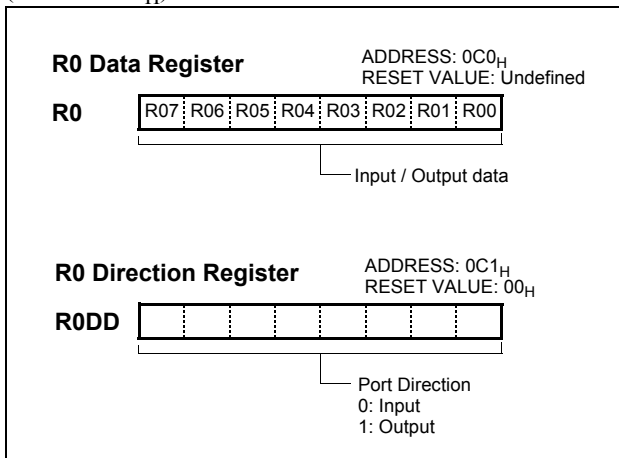 R0 Data Register
ADDRESS: 0C0H
RESET VALUE: Undefined
R0
R07 R06 R05 R04 R03 R02 R01 R00
Input / Output data
R0 Direction Register
ADDRESS: 0C1H
RESET VALUE: 00H
R0DD
Port Direction
0: Input
1: Output